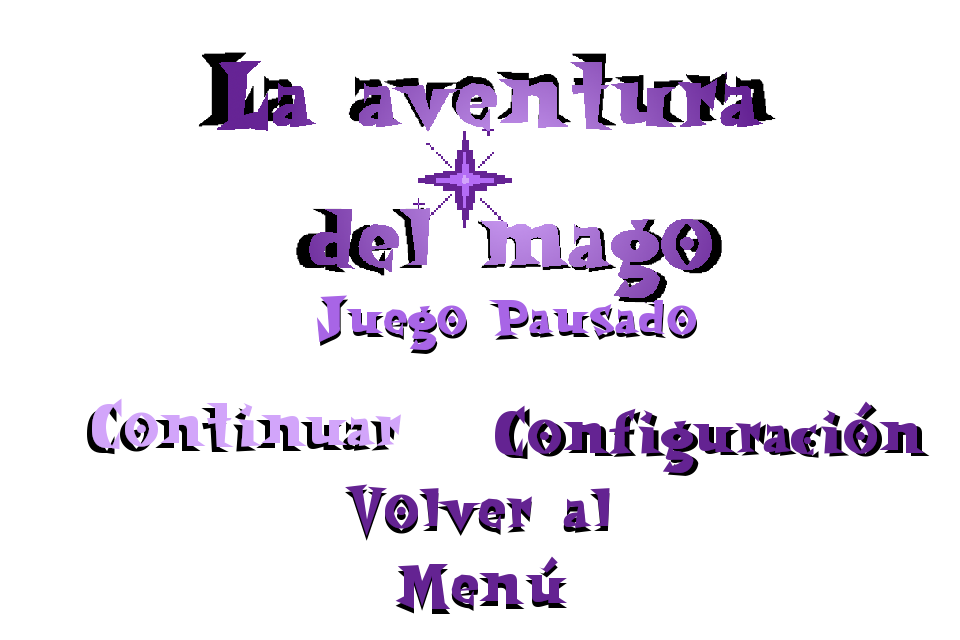 La aventura
del mago
Juego Pausado
Continuar Configuración
Volver al
Menú